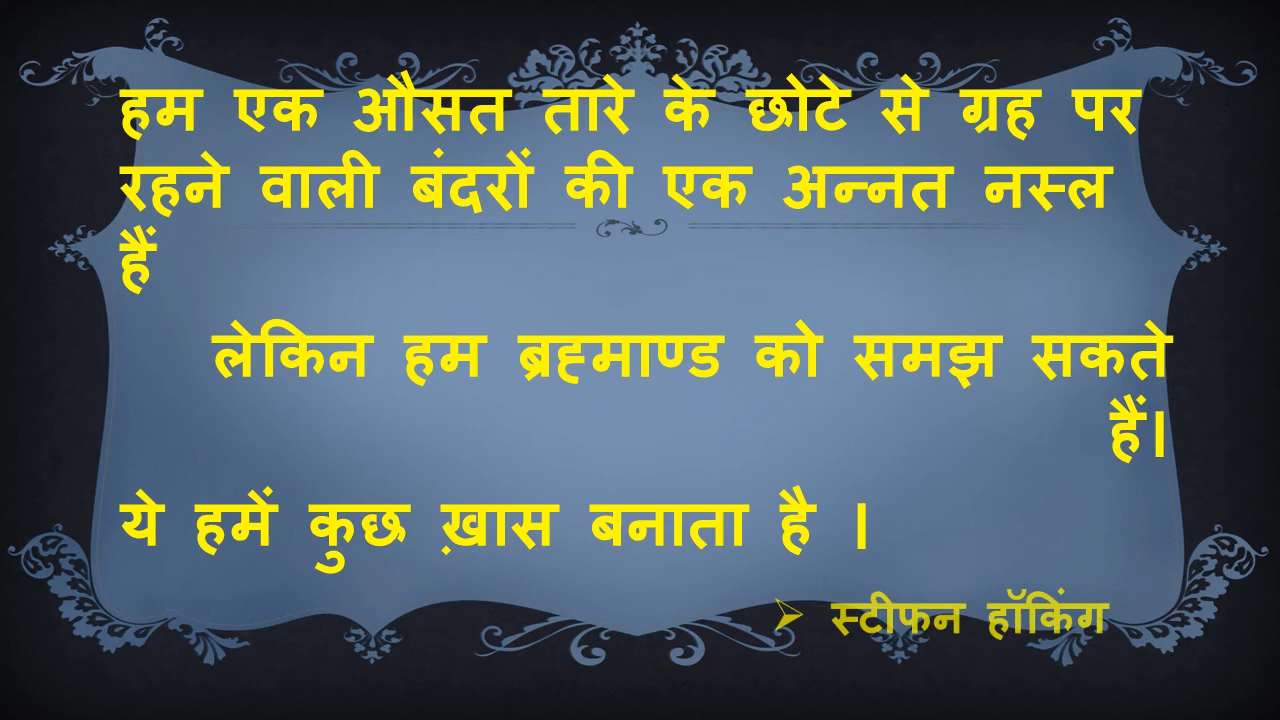 हम एक औसत तारे के छोटे से ग्रह पर
रहने वाली बंदरों की एक अन्नत नस्ल
हैं
लेकिन हम ब्रह्माण्ड को समझ सकते
हैं।
ये हमें कुछ ख़ास बनाता है ।
➢ स्टीफन हॉकिंग